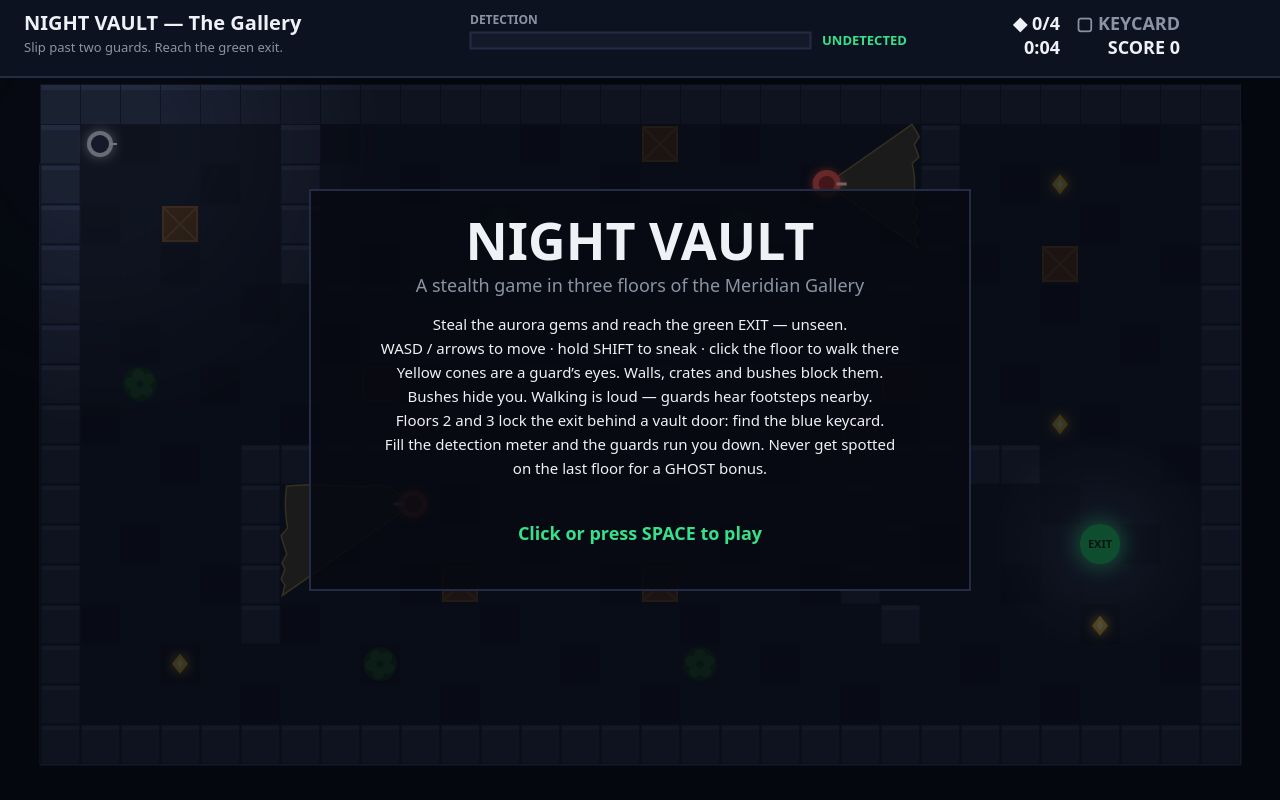 NIGHT VAULT — The Gallery
Slip past two guards. Reach the green exit.
DETECTION
UNDETECTED
◆ 0/4
▢ KEYCARD
0:04
SCORE 0
NIGHT VAULT
A stealth game in three floors of the Meridian Gallery
Steal the aurora gems and reach the green EXIT — unseen.
WASD / arrows to move · hold SHIFT to sneak · click the floor to walk there
Yellow cones are a guard’s eyes. Walls, crates and bushes block them.
Bushes hide you. Walking is loud — guards hear footsteps nearby.
Floors 2 and 3 lock the exit behind a vault door: find the blue keycard.
Fill the detection meter and the guards run you down. Never get spotted
on the last floor for a GHOST bonus.
Click or press SPACE to play
EXIT